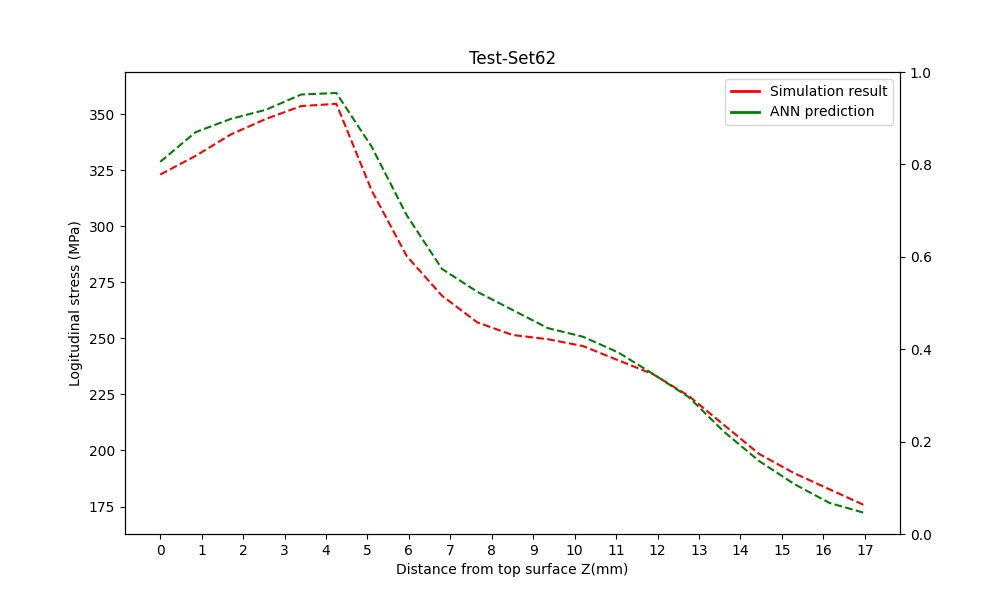 Test-Set62
Simulation result
ANN prediction
Logitudinal stress (MPa)
350
325
300
275
250
225
200
175
1.0
0.8
0.6
0.4
0.2
0.0
0 1 2 3 4 5 6 7 8 9 10 11 12 13 14 15 16 17
Distance from top surface Z(mm)